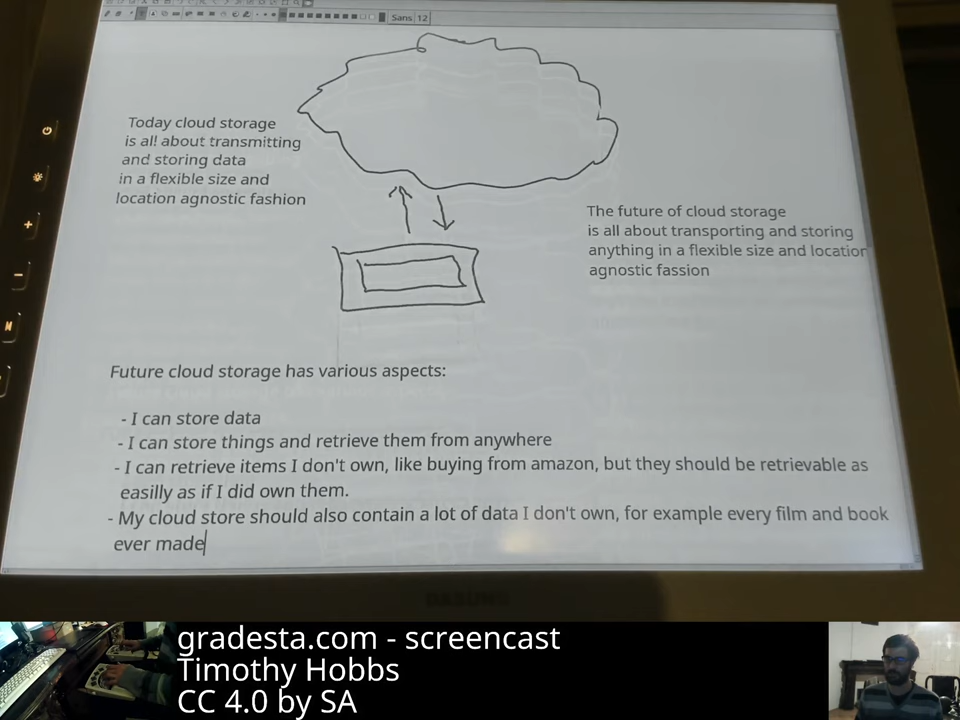 Sans 12
Today cloud storage
is all about transmitting
and storing data
in a flexible size and
location agnostic fashion
The future of cloud storage
is all about transporting and storing
anything in a flexible size and location
agnostic fassion
Future cloud storage has various aspects:
- I can store data
- I can store things and retrieve them from anywhere
- I can retrieve items I don't own, like buying from amazon, but they should be retrievable as
easilly as if I did own them.
- My cloud store should also contain a lot of data I don't own, for example every film and book
ever made
DASUNG
gradesta.com - screencast
Timothy Hobbs
CC 4.0 by SA